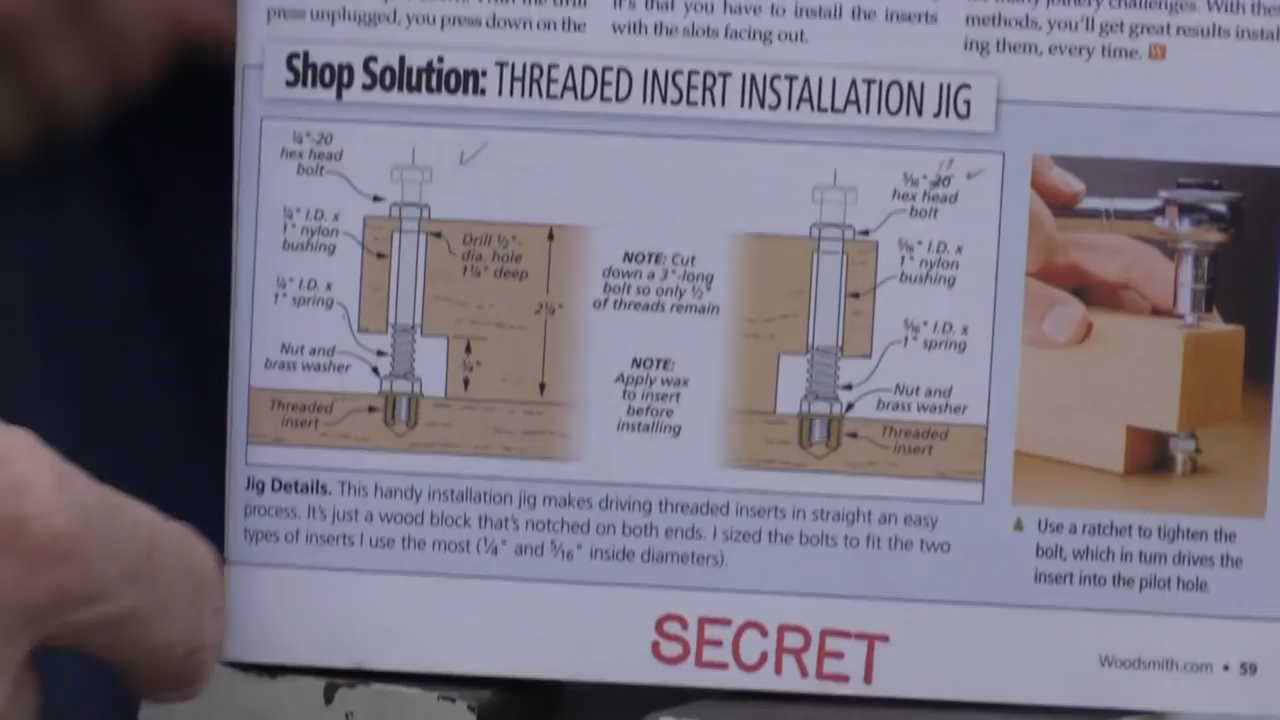 press unplugged, you press down on the
It's that you have to install the inserts
with the slots facing out.
joinery challenges. With these
methods, you'll get great results instal
ing them, every time.
Shop Solution: THREADED INSERT INSTALLATION JIG
¼"-20
hex head
bolt
¼" I.D. x
1" nylon
bushing
¼" I.D. x
1" spring
Nut and
brass washer
Threaded
insert
Drill ½"-
dia. hole
1¼" deep
NOTE: Cut
down a 3"-long
bolt so only ½"
of threads remain
NOTE:
Apply wax
to insert
before
installing
18
5/16"-20
hex head
bolt
5/16" I.D. x
1" nylon
bushing
5/16" I.D. x
1" spring
Nut and
brass washer
Threaded
insert
Jig Details. This handy installation jig makes driving threaded inserts in straight an easy
process. It's just a wood block that's notched on both ends. I sized the bolts to fit the two
types of inserts I use the most (¼" and 5/16" inside diameters).
Use a ratchet to tighten the
bolt, which in turn drives the
insert into the pilot hole.
SECRET
Woodsmith.com • 59